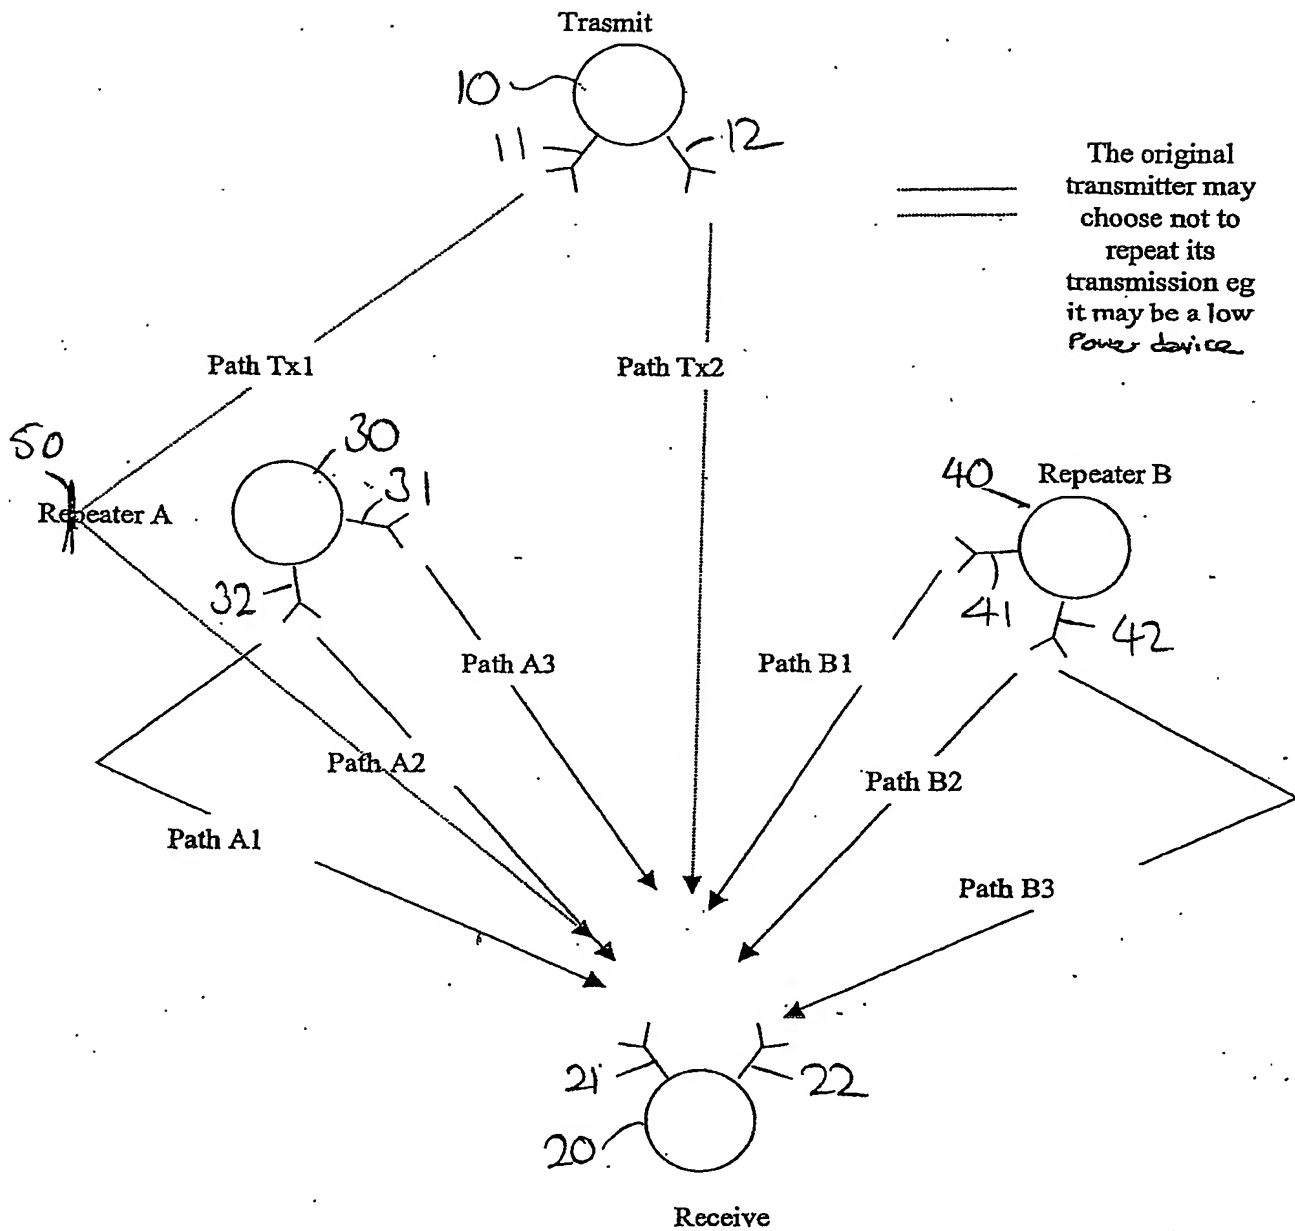 Trasmit
10
11
12
The original
transmitter may
choose not to
repeat its
transmission eg
it may be a low
Power device
Path Tx1
Path Tx2
50
30
31
Repeater A
32
40
Repeater B
41
42
Path A3
Path B1
Path A2
Path B2
Path A1
Path B3
21
22
20
Receive